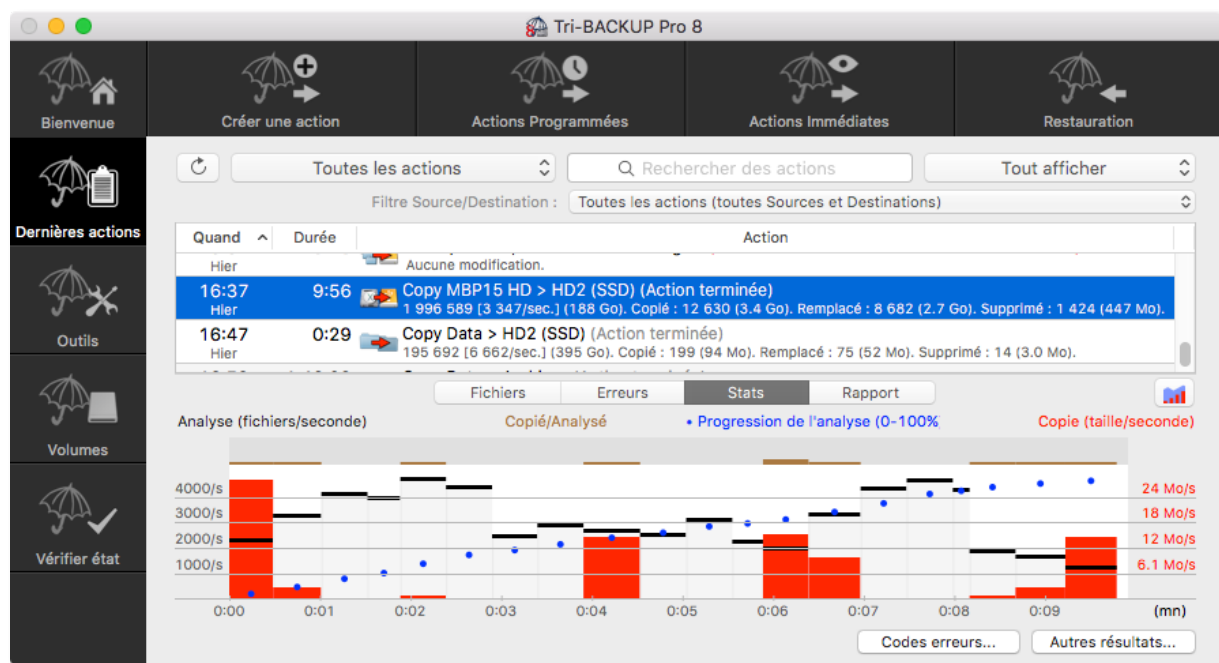 Tri-BACKUP Pro 8
Bienvenue
Créer une action
Actions Programmées
Actions Immédiates
Restauration
Dernières actions
Outils
Volumes
Vérifier état
Toutes les actions
Rechercher des actions
Tout afficher
Filtre Source/Destination :
Toutes les actions (toutes Sources et Destinations)
Quand
Durée
Action
Hier
Aucune modification.
16:37
9:56
Copy MBP15 HD > HD2 (SSD) (Action terminée)
Hier
1 996 589 [3 347/sec.] (188 Go). Copié : 12 630 (3.4 Go). Remplacé : 8 682 (2.7 Go). Supprimé : 1 424 (447 Mo).
16:47
0:29
Copy Data > HD2 (SSD) (Action terminée)
Hier
195 692 [6 662/sec.] (395 Go). Copié : 199 (94 Mo). Remplacé : 75 (52 Mo). Supprimé : 14 (3.0 Mo).
Fichiers
Erreurs
Stats
Rapport
Analyse (fichiers/seconde)
Copié/Analysé
• Progression de l'analyse (0-100%
Copie (taille/seconde)
4000/s
24 Mo/s
3000/s
18 Mo/s
2000/s
12 Mo/s
1000/s
6.1 Mo/s
0:00
0:01
0:02
0:03
0:04
0:05
0:06
0:07
0:08
0:09
(mn)
Codes erreurs...
Autres résultats...